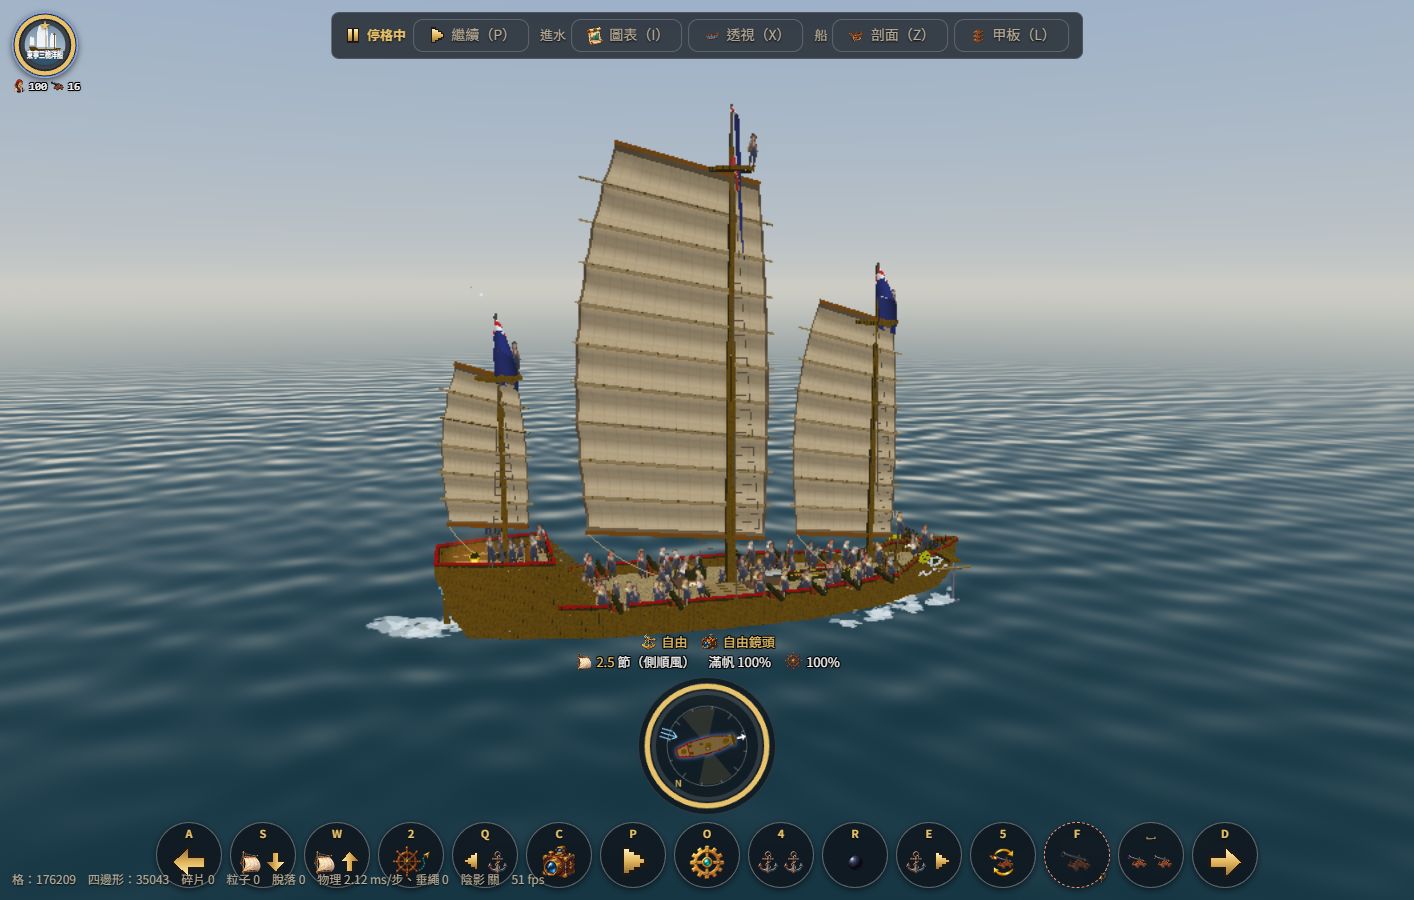 停格中 繼續（P） 進水 圖表（I） 透視（X） 船 剖面（Z） 甲板（L）
100 16
自由 自由鏡頭
2.5 節（側順風） 滿帆 100% 100%
N
A S W 2 Q C P O 4 R E 5 F D
格：176209 四邊形：35043 碎片 0 粒子 0 脫落 0 物理 2.12 ms/步、垂繩 0 陰影 關 51 fps